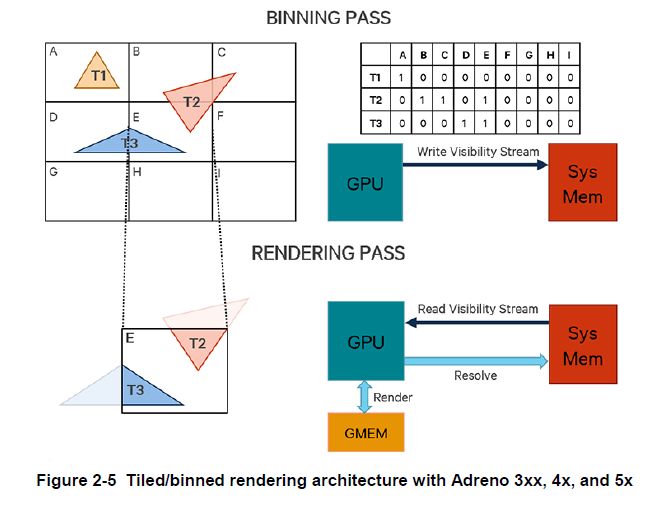 BINNING PASS
A B C
T1
T2
D E F
T3
G H I
A B C D E F G H I
T1 1 0 0 0 0 0 0 0 0
T2 0 1 1 0 1 0 0 0 0
T3 0 0 0 1 1 0 0 0 0
GPU
Write Visibility Stream
Sys
Mem
RENDERING PASS
E
T2
T3
GPU
Read Visibility Stream
Sys
Mem
Resolve
Render
GMEM
Figure 2-5 Tiled/binned rendering architecture with Adreno 3xx, 4x, and 5x